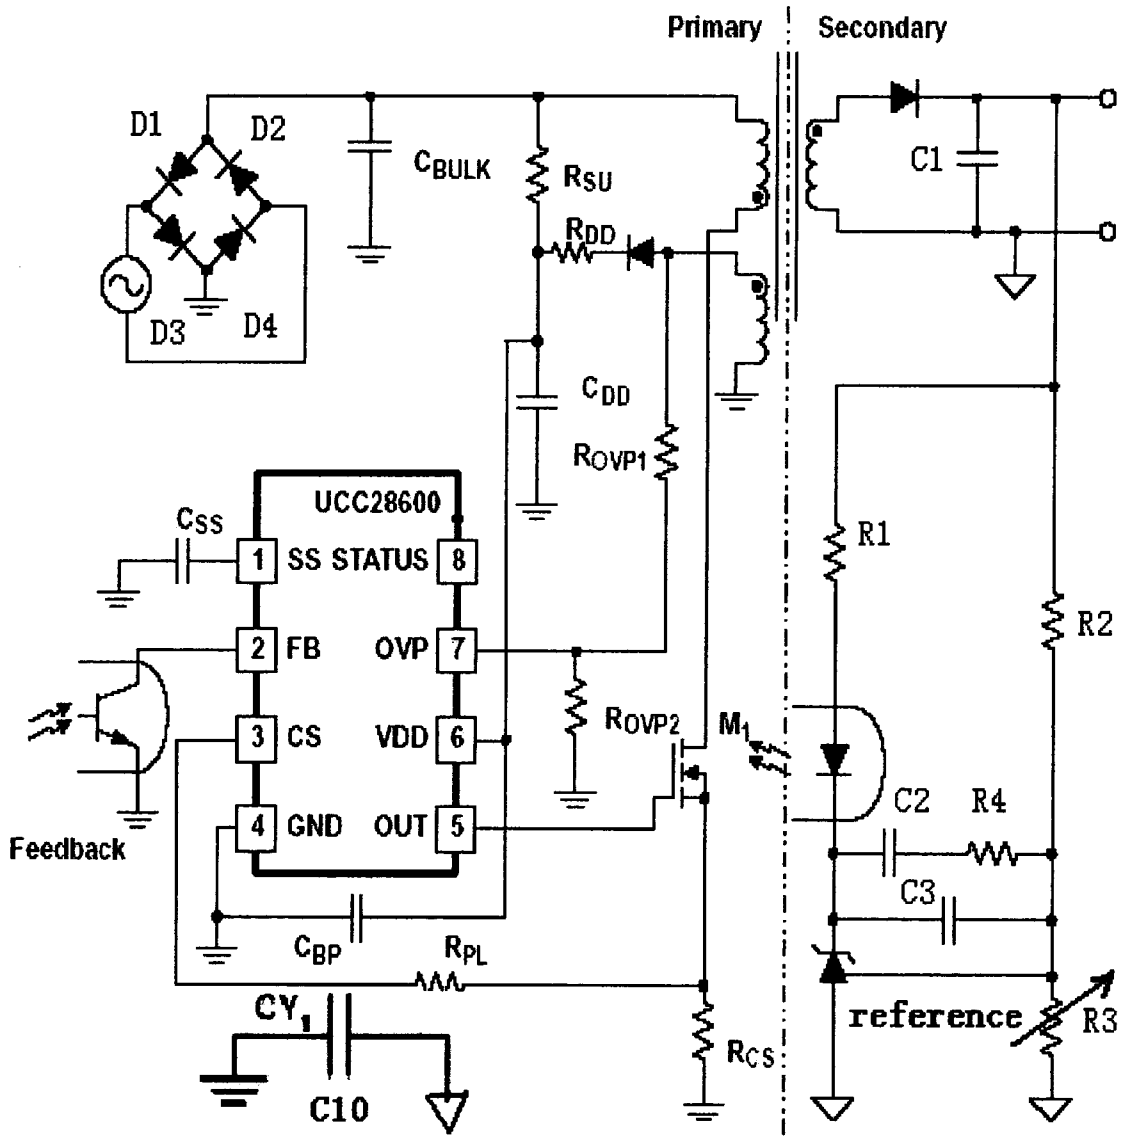 Primary Secondary
D1 D2
CBULK
RSU
C1
RDD
D3 D4
CDD
ROVP1
UCC28600
CSS
1 SS STATUS 8
R1
2 FB OVP 7
R2
ROVP2
M1
3 CS VDD 6
C2 R4
4 GND OUT 5
Feedback
C3
CBP
RPL
CY1
reference
R3
RCS
C10